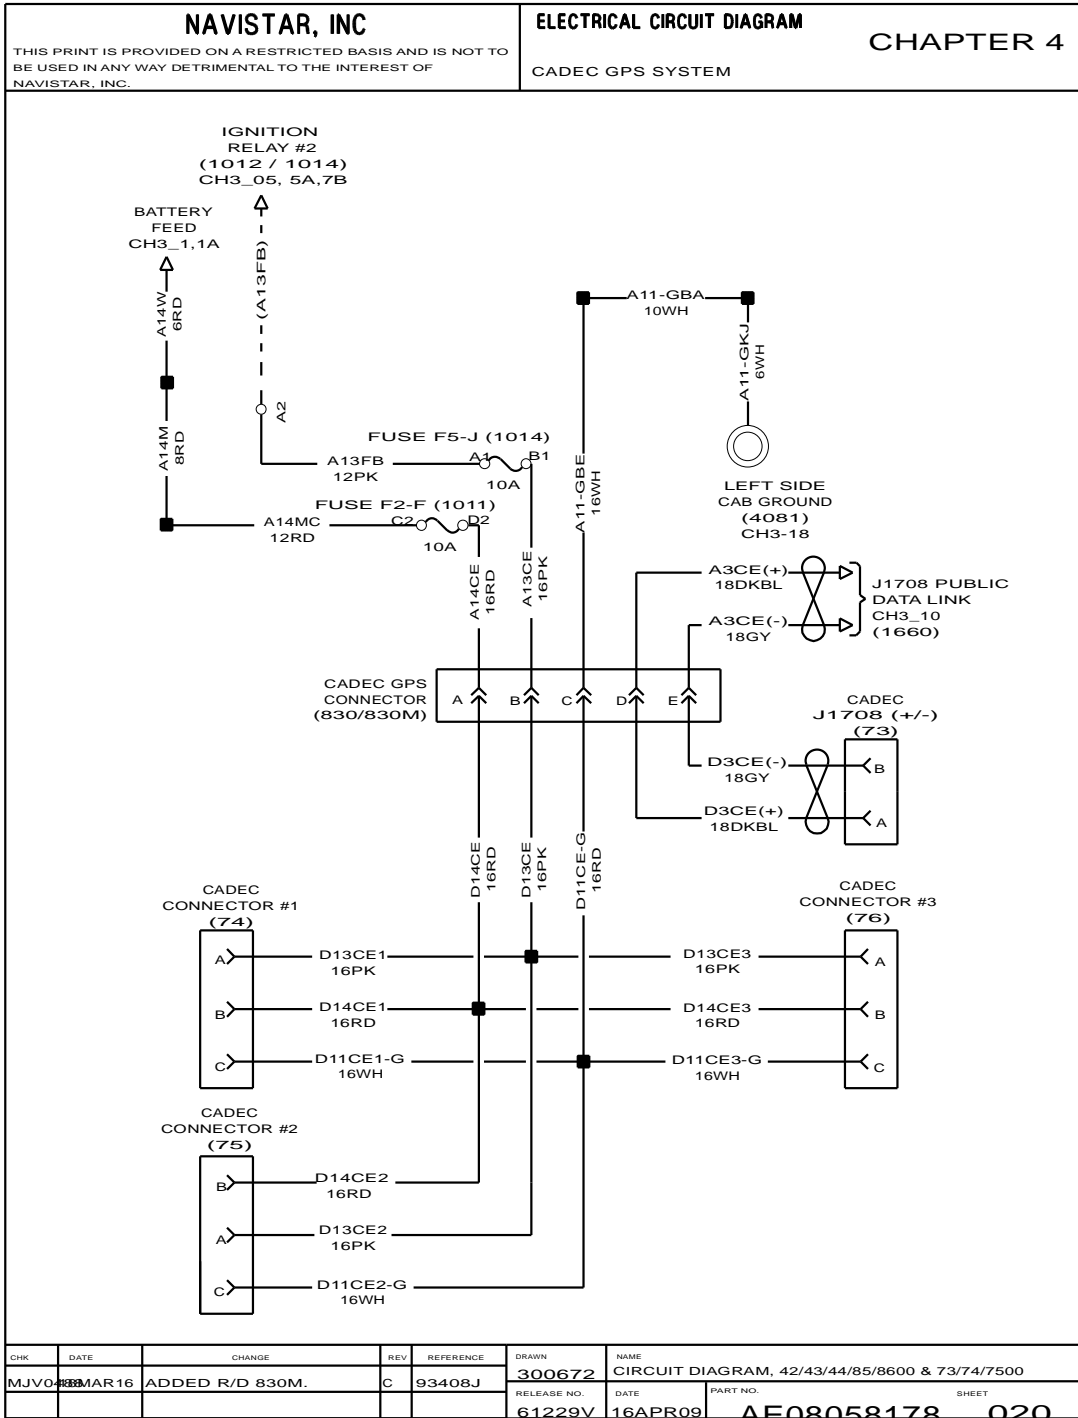 NAVISTAR, INC
THIS PRINT IS PROVIDED ON A RESTRICTED BASIS AND IS NOT TO
BE USED IN ANY WAY DETRIMENTAL TO THE INTEREST OF
NAVISTAR, INC.
ELECTRICAL CIRCUIT DIAGRAM
CHAPTER 4
CADEC GPS SYSTEM
IGNITION
RELAY #2
(1012 / 1014)
CH3_05, 5A,7B
BATTERY
FEED
CH3_1,1A
(A13FB)
A14W
6RD
A11-GBA
10WH
A11-GKJ
6WH
A2
A14M
8RD
FUSE F5-J (1014)
A13FB
12PK
A1
B1
10A
FUSE F2-F (1011)
A14MC
12RD
C2
D2
10A
A11-GBE
16WH
LEFT SIDE
CAB GROUND
(4081)
CH3-18
A14CE
16RD
A13CE
16PK
A3CE(+)
18DKBL
A3CE(-)
18GY
J1708 PUBLIC
DATA LINK
CH3_10
(1660)
CADEC GPS
CONNECTOR
(830/830M)
A
B
C
D
E
CADEC
J1708 (+/-)
(73)
D3CE(-)
18GY
B
D3CE(+)
18DKBL
A
D14CE
16RD
D13CE
16PK
D11CE-G
16RD
CADEC
CONNECTOR #1
(74)
CADEC
CONNECTOR #3
(76)
A
D13CE1
16PK
D13CE3
16PK
A
B
D14CE1
16RD
D14CE3
16RD
B
C
D11CE1-G
16WH
D11CE3-G
16WH
C
CADEC
CONNECTOR #2
(75)
B
D14CE2
16RD
A
D13CE2
16PK
C
D11CE2-G
16WH
CHK
DATE
CHANGE
REV
REFERENCE
DRAWN
NAME
MAR16
ADDED R/D 830M.
C
93408J
300672
CIRCUIT DIAGRAM, 42/43/44/85/8600 & 73/74/7500
RELEASE NO.
DATE
PART NO.
SHEET
61229V
16APR09
AE08058178
020